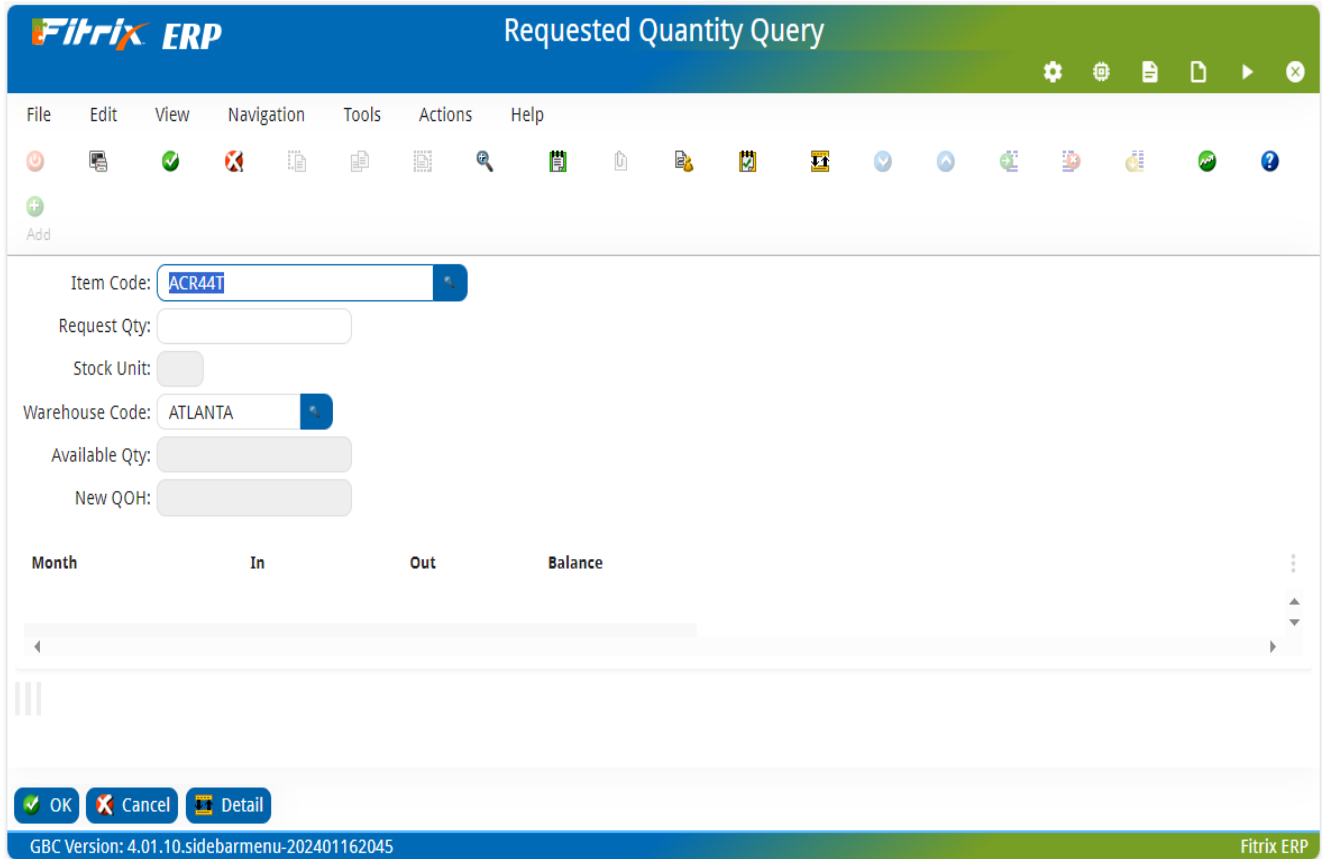 Fitrix ERP
Requested Quantity Query
File Edit View Navigation Tools Actions Help
Add
Item Code: ACR44T
Request Qty:
Stock Unit:
Warehouse Code: ATLANTA
Available Qty:
New QOH:
Month In Out Balance
OK Cancel Detail
GBC Version: 4.01.10.sidebarmenu-202401162045 Fitrix ERP